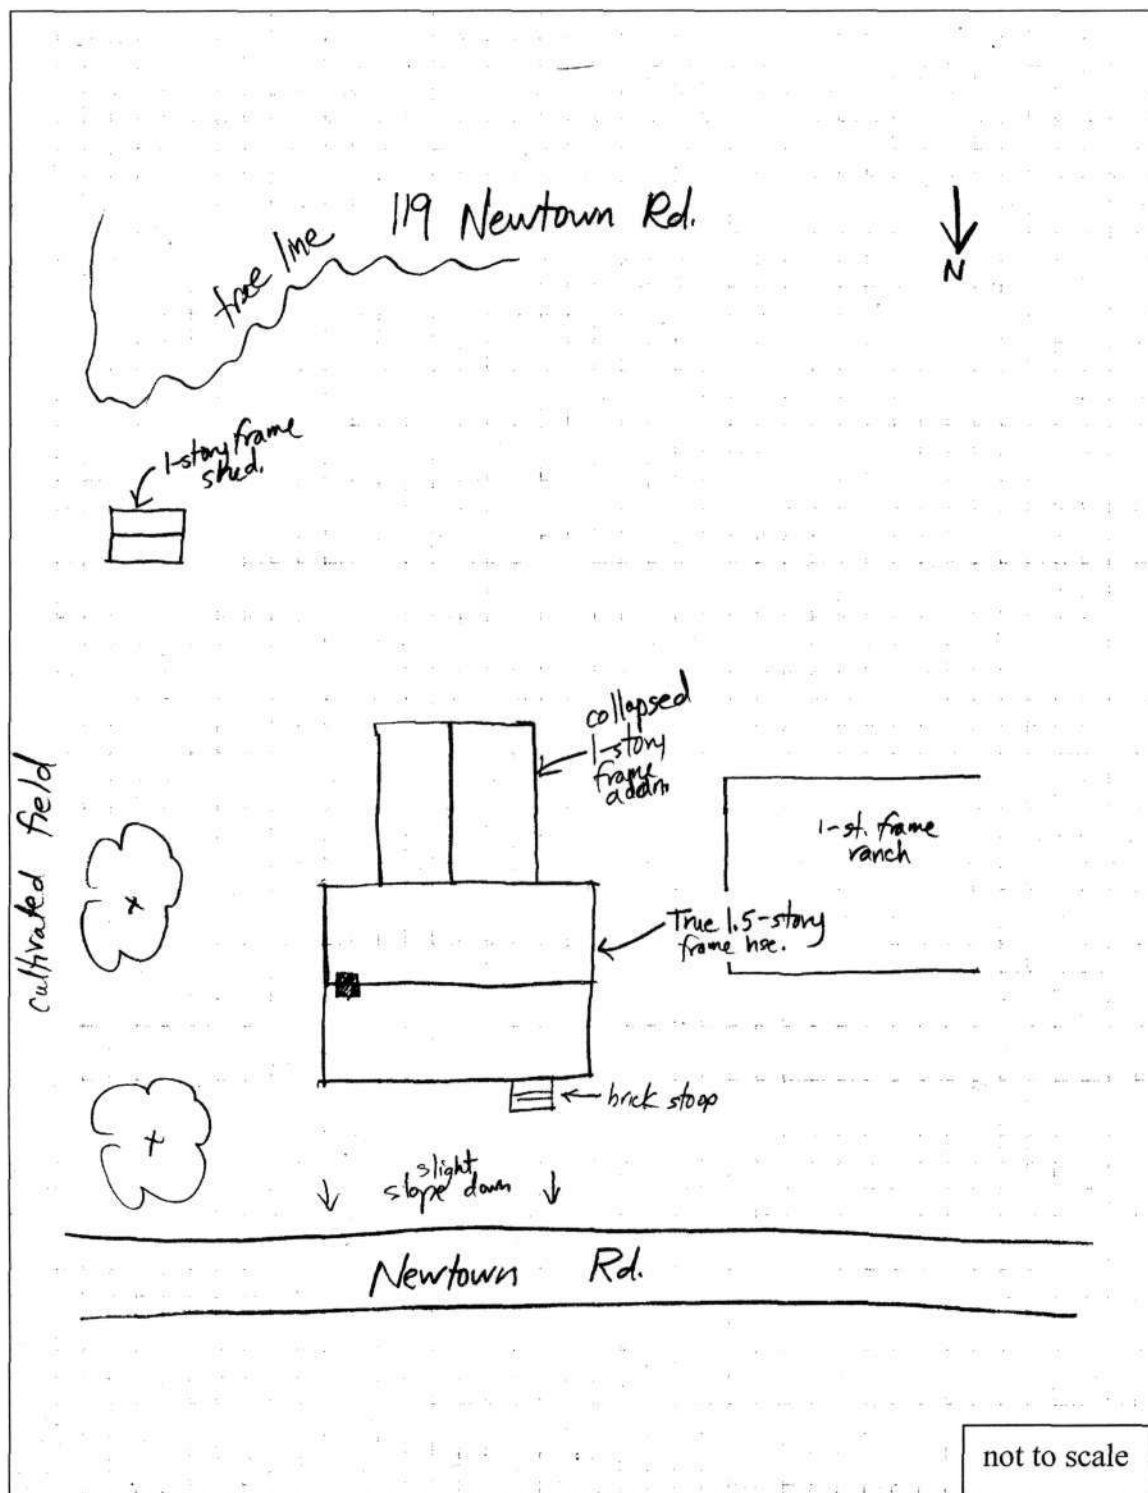 119 Newtown Rd.
tree line
N
1-story frame
shed.
collapsed
1-story
frame
addn.
cultivated field
1-st. frame
ranch
True 1.5-story
frame hse.
brick stoop
slight
slope down
Newtown Rd.
not to scale